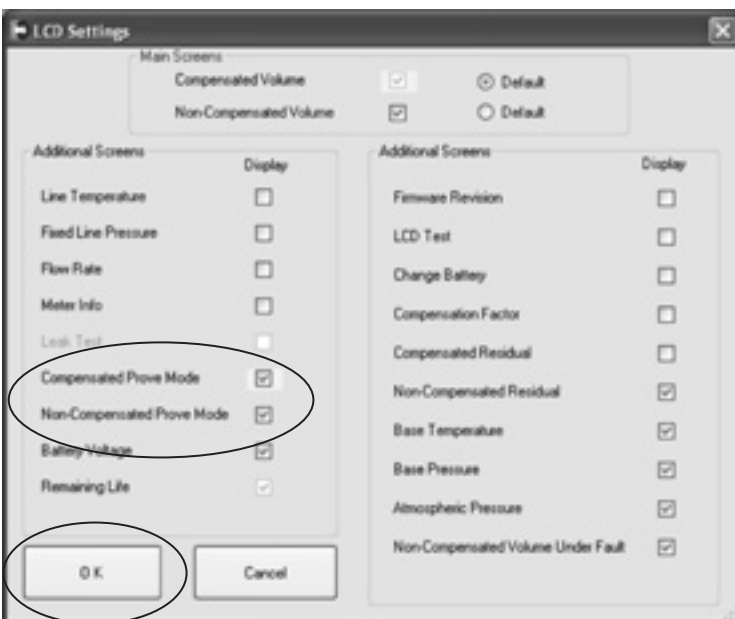 LCD Settings
Main Screens
Compensated Volume Default
Non-Compensated Volume Default
Additional Screens
Display
Line Temperature
Fixed Line Pressure
Flow Rate
Meter Info
Leak Test
Compensated Prove Mode
Non-Compensated Prove Mode
Battery Voltage
Remaining Life
OK
Cancel
Additional Screens
Display
Firmware Revision
LCD Test
Change Battery
Compensation Factor
Compensated Residual
Non-Compensated Residual
Base Temperature
Base Pressure
Atmospheric Pressure
Non-Compensated Volume Under Fault